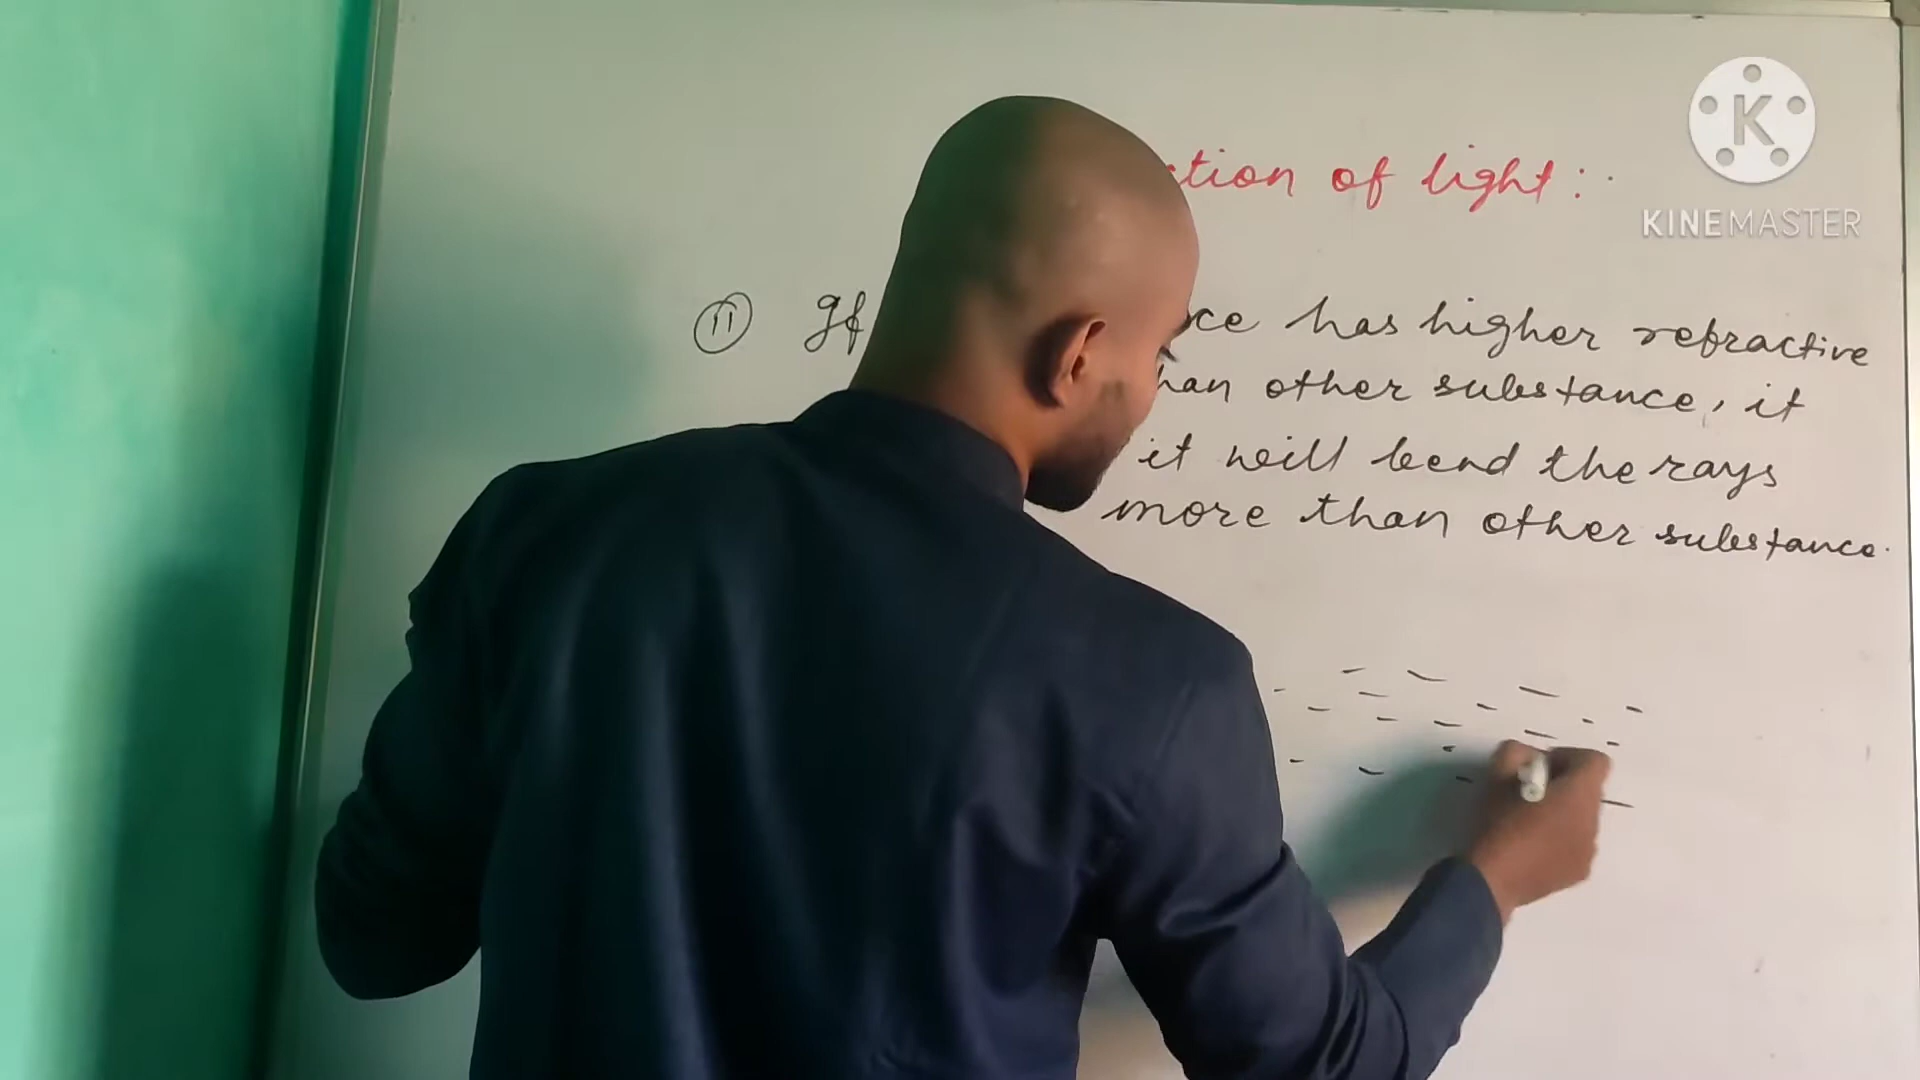 tion of light :
K
KINEMASTER
(ii) If ce has higher refractive
han other substance, it
it will bend the rays
more than other substance.